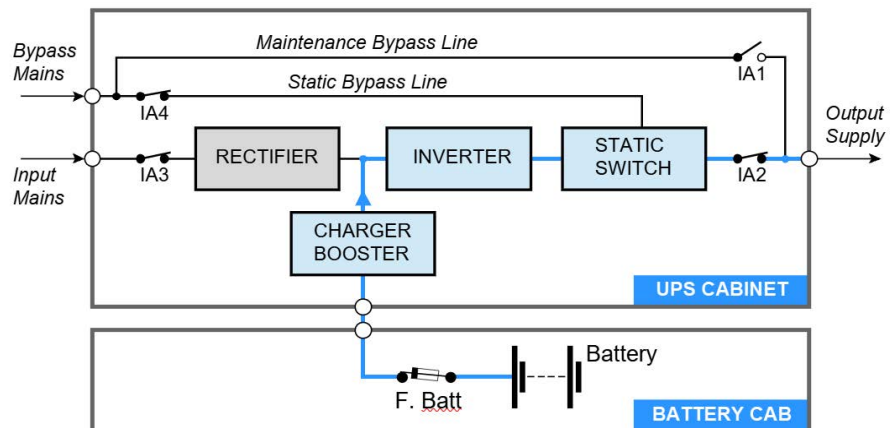 Maintenance Bypass Line
Bypass
Mains
IA1
Static Bypass Line
IA4
Output
Supply
RECTIFIER
INVERTER
STATIC
SWITCH
IA3
IA2
Input
Mains
CHARGER
BOOSTER
UPS CABINET
Battery
F. Batt
BATTERY CAB